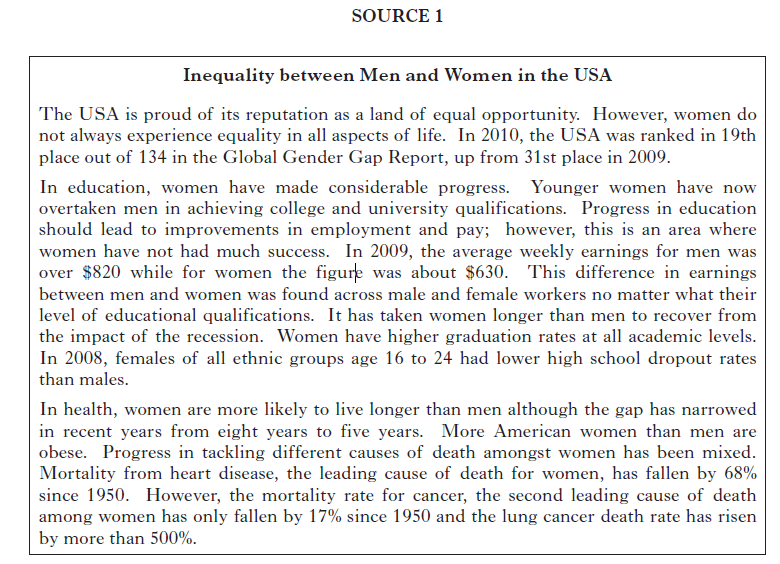 SOURCE 1
Inequality between Men and Women in the USA
The USA is proud of its reputation as a land of equal opportunity. However, women do
not always experience equality in all aspects of life. In 2010, the USA was ranked in 19th
place out of 134 in the Global Gender Gap Report, up from 31st place in 2009.
In education, women have made considerable progress. Younger women have now
overtaken men in achieving college and university qualifications. Progress in education
should lead to improvements in employment and pay; however, this is an area where
women have not had much success. In 2009, the average weekly earnings for men was
over $820 while for women the figure was about $630. This difference in earnings
between men and women was found across male and female workers no matter what their
level of educational qualifications. It has taken women longer than men to recover from
the impact of the recession. Women have higher graduation rates at all academic levels.
In 2008, females of all ethnic groups age 16 to 24 had lower high school dropout rates
than males.
In health, women are more likely to live longer than men although the gap has narrowed
in recent years from eight years to five years. More American women than men are
obese. Progress in tackling different causes of death amongst women has been mixed.
Mortality from heart disease, the leading cause of death for women, has fallen by 68%
since 1950. However, the mortality rate for cancer, the second leading cause of death
among women has only fallen by 17% since 1950 and the lung cancer death rate has risen
by more than 500%.